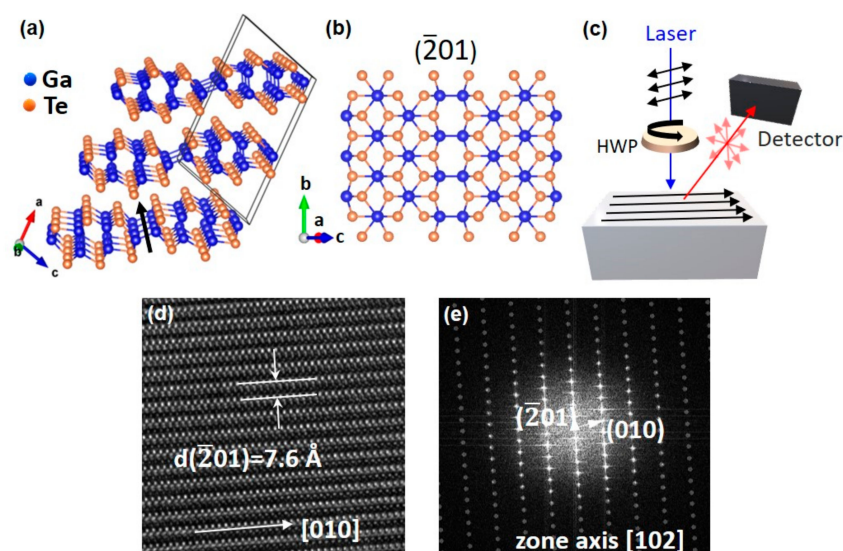 (a)
Ga
Te
a
b
c
(b)
(2̅01)
b
a
c
(c)
Laser
HWP
Detector
(d)
d(2̅01)=7.6 Å
[010]
(e)
(2̅01)
(010)
zone axis [102]